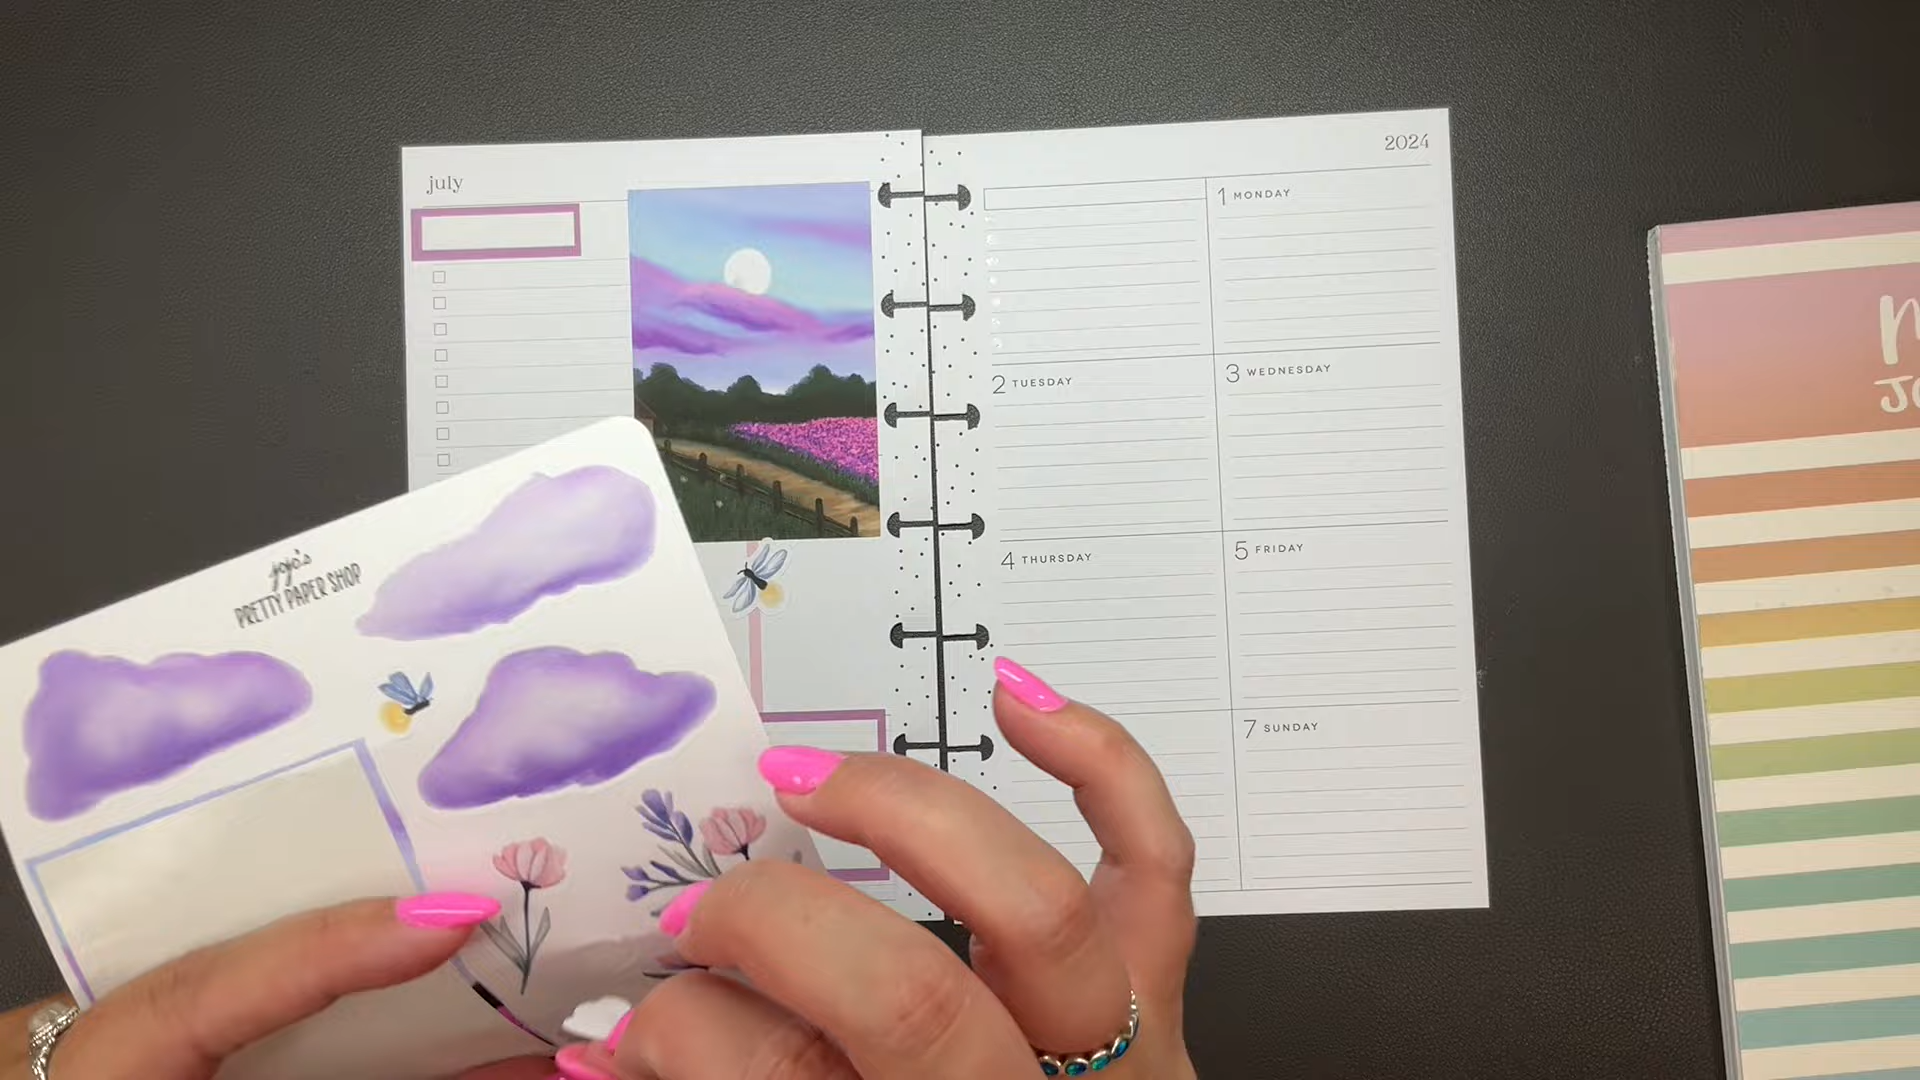 july
2024
1 MONDAY
2 TUESDAY
3 WEDNESDAY
4 THURSDAY
5 FRIDAY
7 SUNDAY
jojo's
PRETTY PAPER SHOP